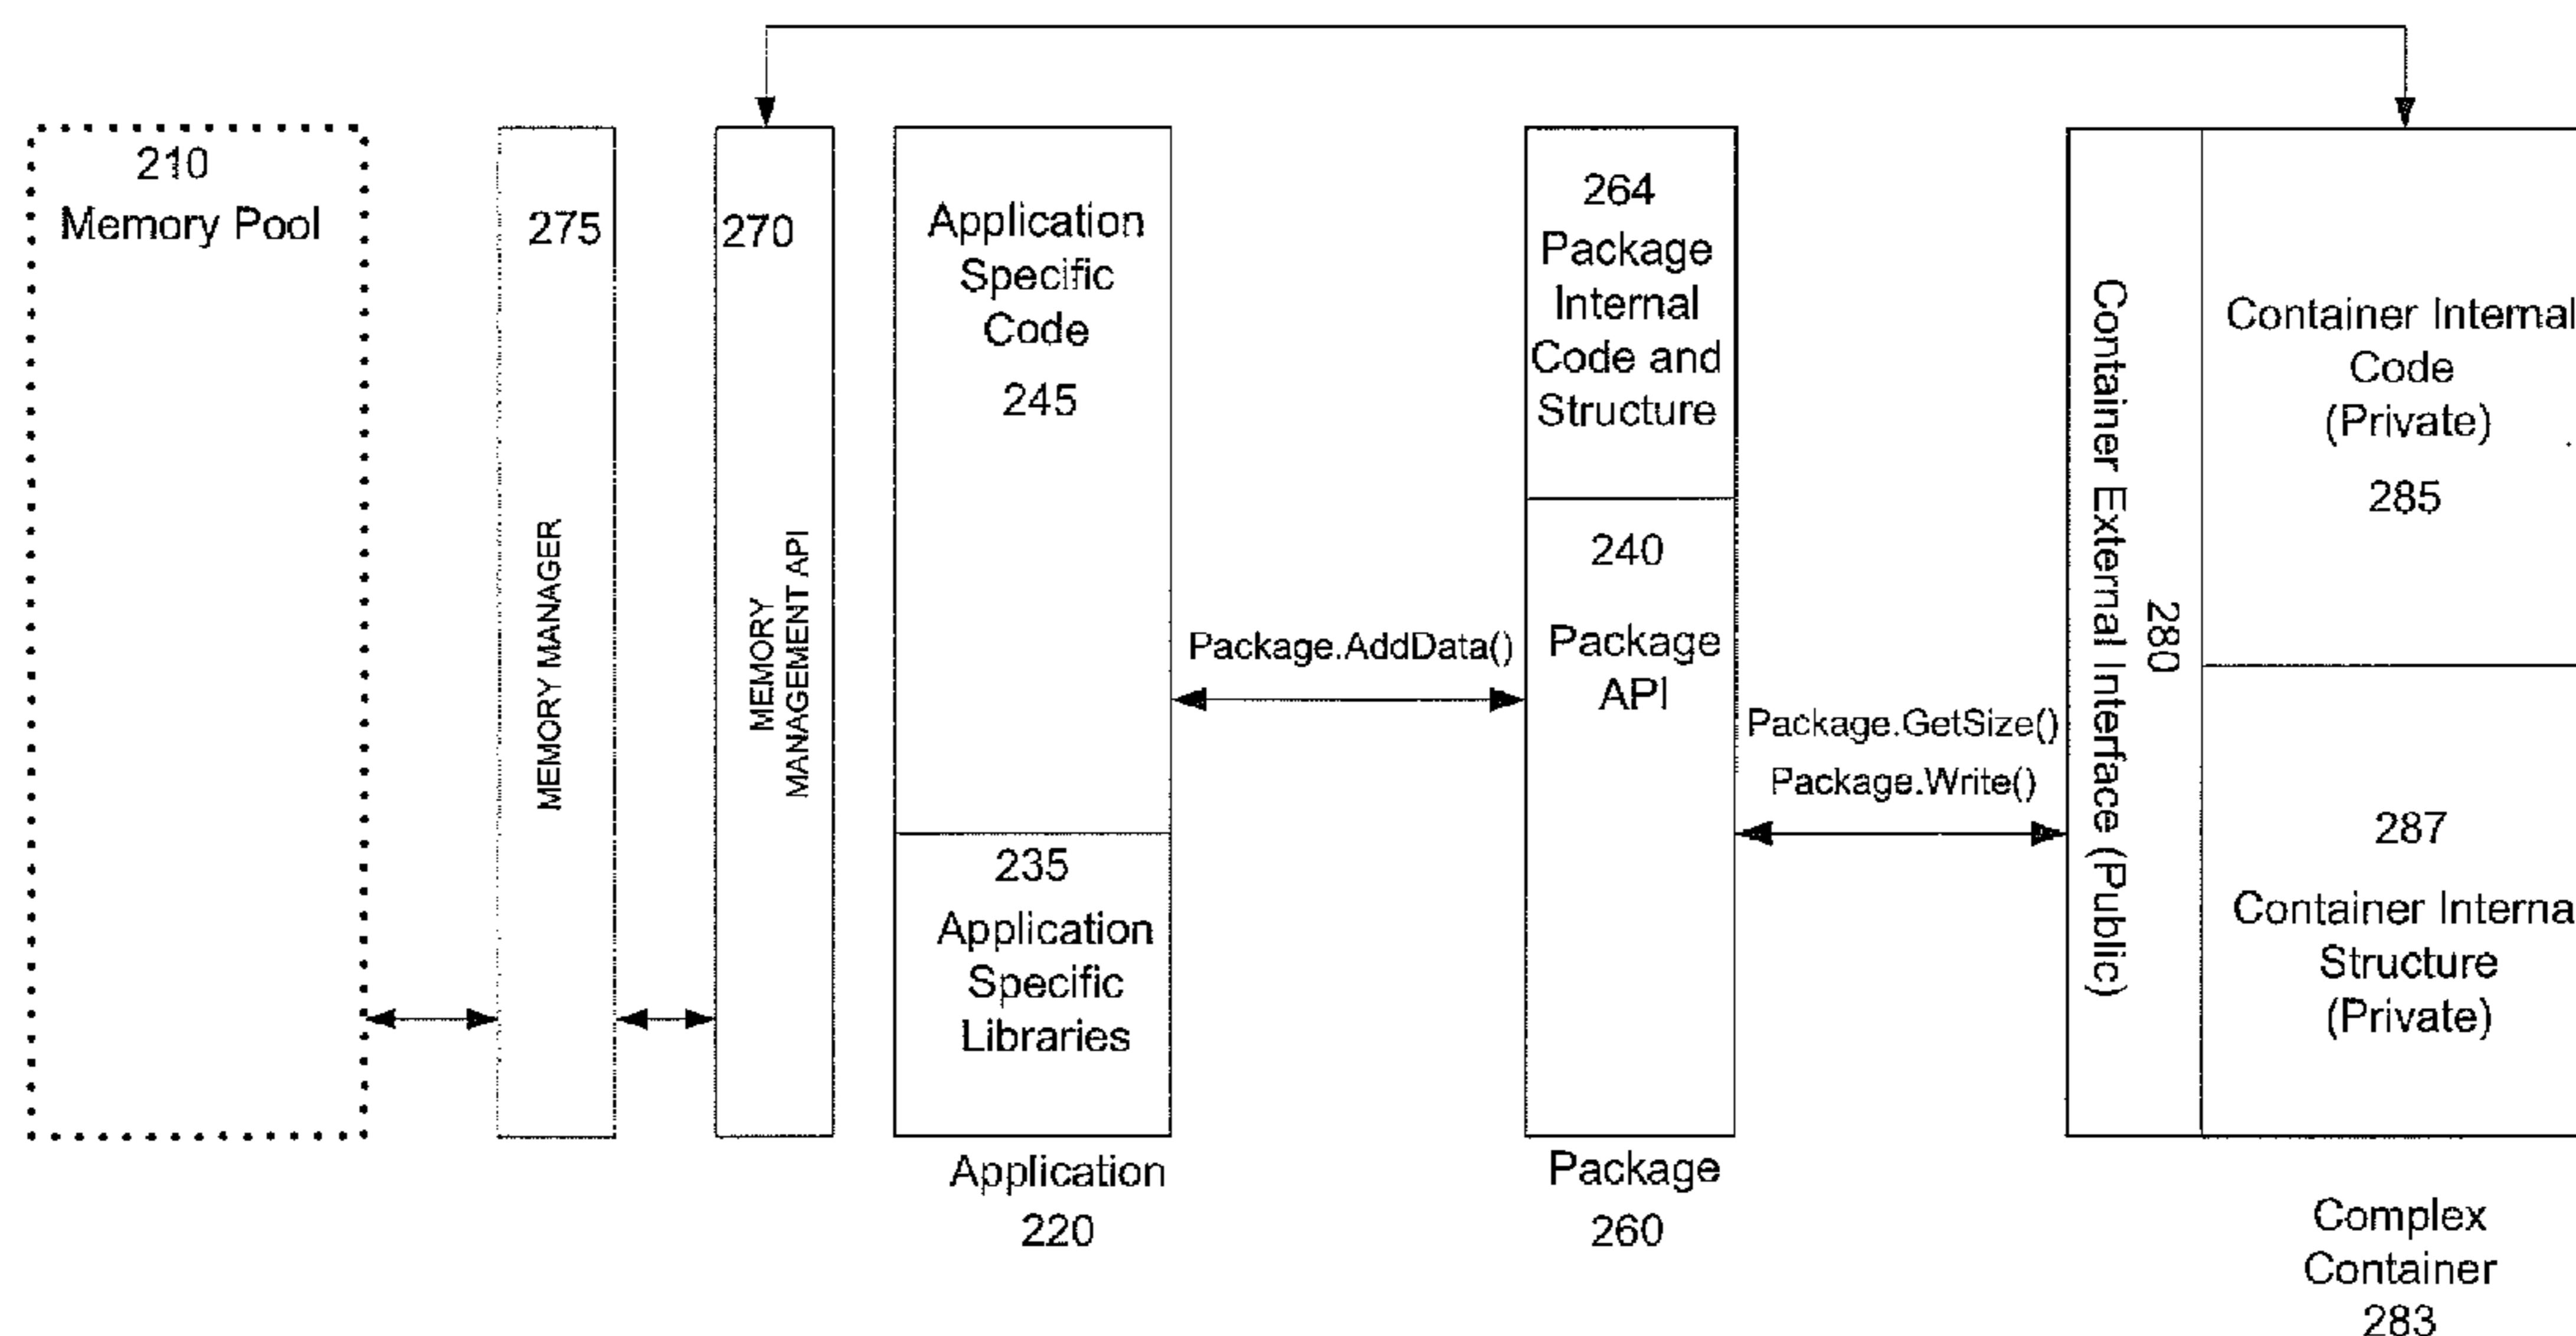 210
Memory Pool
275
MEMORY MANAGER
270
MEMORY
MANAGEMENT API
Application
Specific
Code
245
235
Application
Specific
Libraries
Application
220
Package.AddData()
264
Package
Internal
Code and
Structure
240
Package
API
Package
260
Package.GetSize()
Package.Write()
Container External Interface (Public)
280
Container Internal
Code
(Private)
285
287
Container Interna
Structure
(Private)
Complex
Container
283